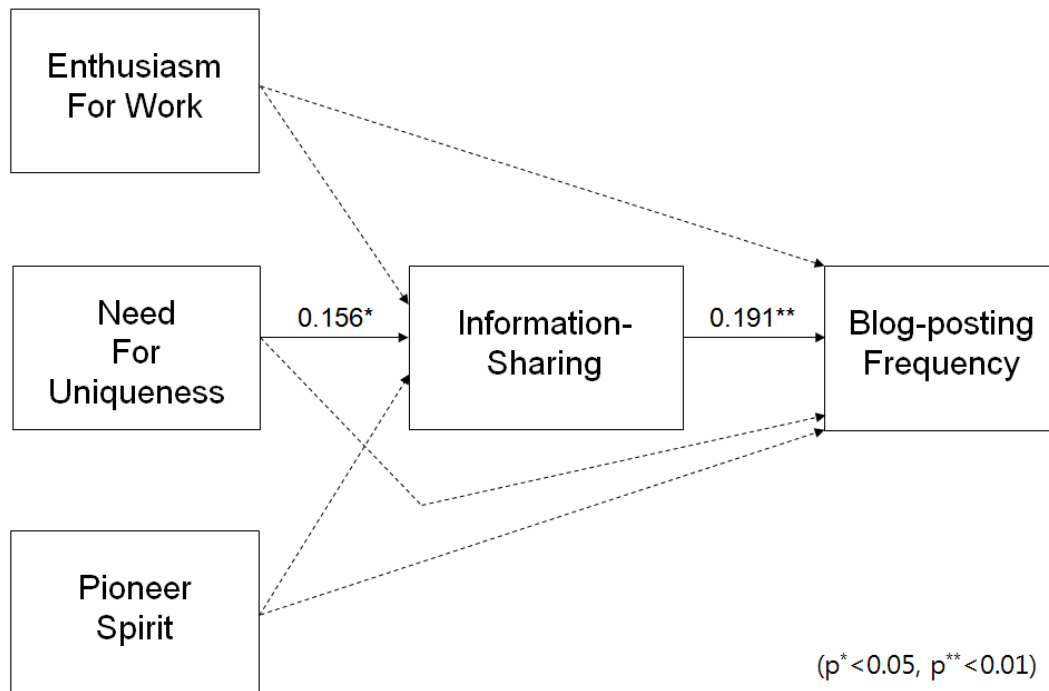 Enthusiasm
For Work
Need
For
Uniqueness
0.156*
Information-
Sharing
0.191**
Blog-posting
Frequency
Pioneer
Spirit
(p*<0.05, p**<0.01)